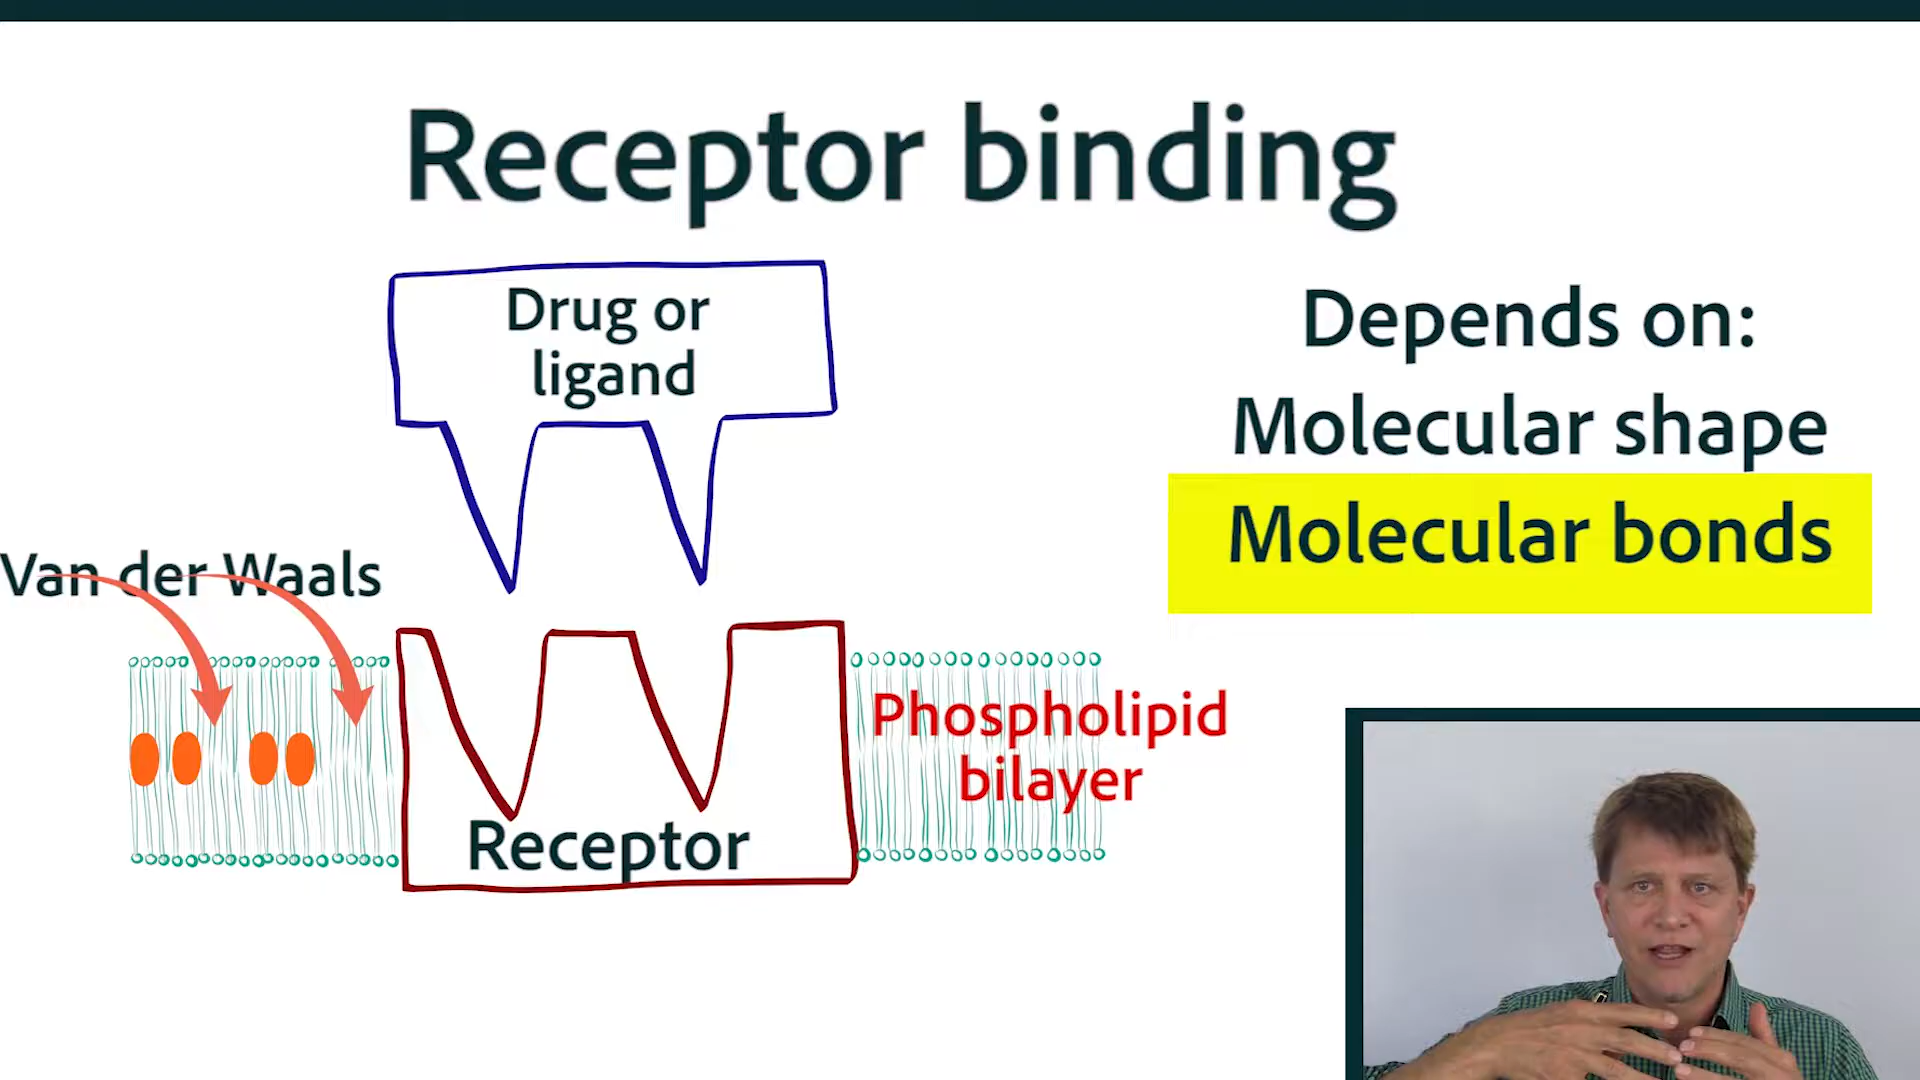 Receptor binding
Drug or
ligand
Depends on:
Molecular shape
Molecular bonds
Van der Waals
Phospholipid
bilayer
Receptor